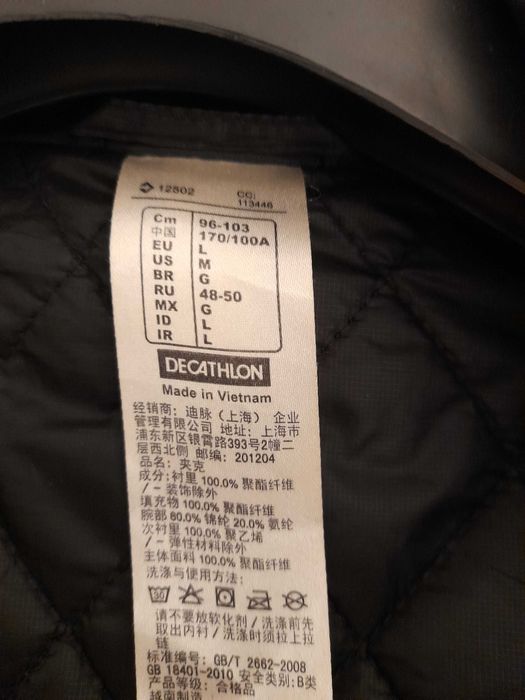 12502
CC:
113446
Cm 96-103
中国 170/100A
EU L
US M
BR G
RU 48-50
MX G
ID L
IR L
DECATHLON
Made in Vietnam
经销商: 迪脉（上海）企业
管理有限公司 地址: 上海市
浦东新区银霄路393号2幢二
层西北侧 邮编: 201204
品名: 夹克
成分: 衬里 100.0% 聚酯纤维
/ - 装饰除外
填充物 100.0% 聚酯纤维
腕部 80.0% 锦纶 20.0% 氨纶
次衬里 100.0% 聚乙烯
/ - 弹性材料除外
主体面料 100.0% 聚酯纤维
洗涤与使用方法:
30
请不要放软化剂 / 洗涤前先
取出内衬 / 洗涤时须拉上拉
链
标准编号: GB/T 2662-2008
GB 18401-2010 安全类别: B类
产品等级: 合格品
越南制造